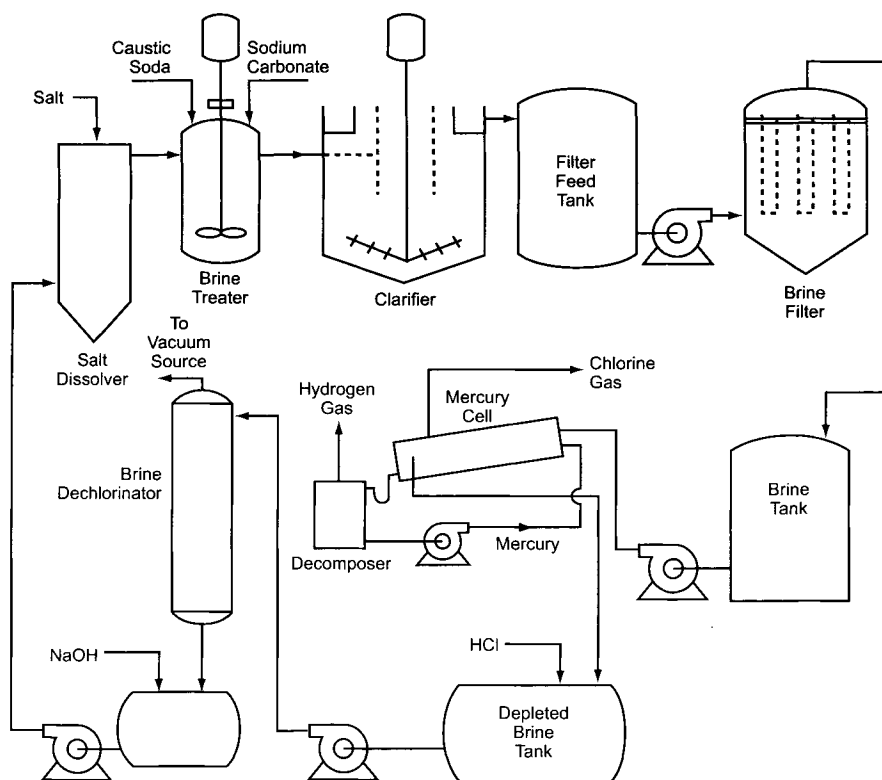 Caustic
Soda
Sodium
Carbonate
Salt
Filter
Feed
Tank
Brine
Treater
Clarifier
Brine
Filter
Salt
Dissolver
To
Vacuum
Source
Hydrogen
Gas
Mercury
Cell
Chlorine
Gas
Brine
Dechlorinator
Brine
Tank
Decomposer
Mercury
NaOH
HCl
Depleted
Brine
Tank